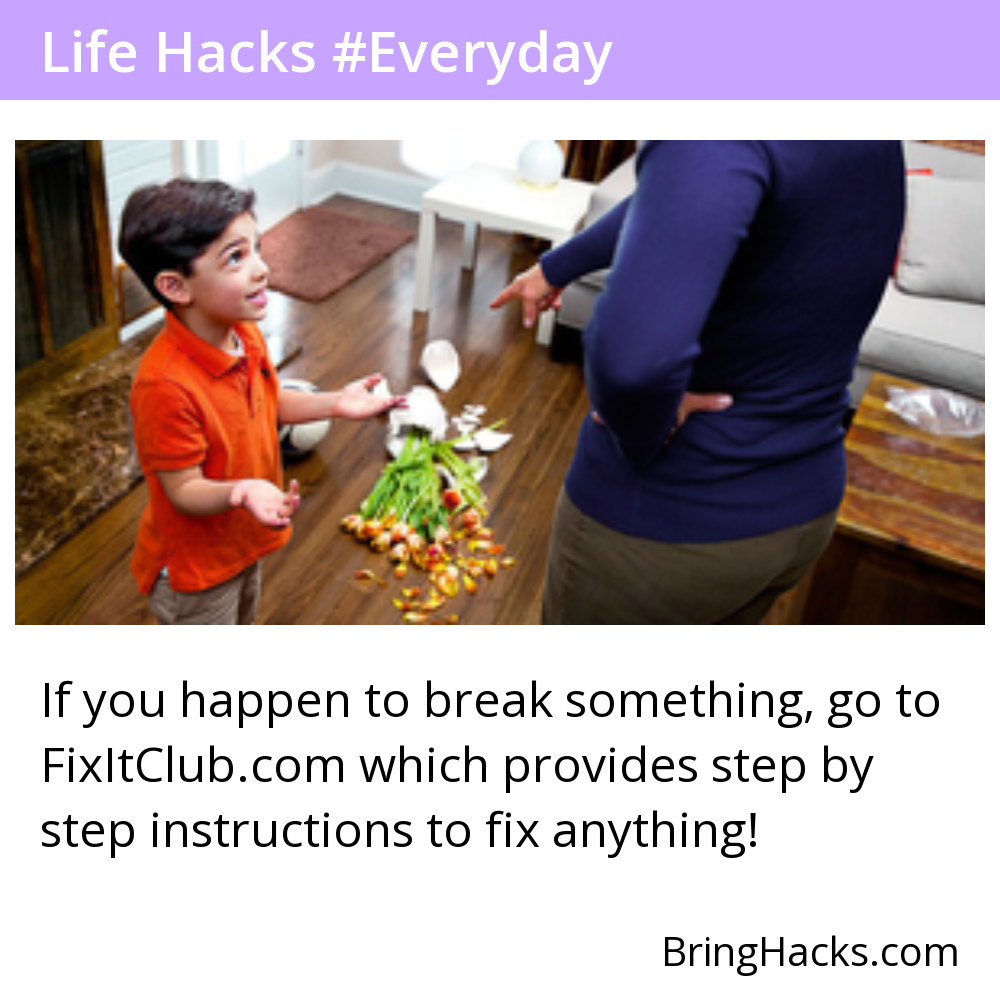 Life Hacks #Everyday
If you happen to break something, go to
FixItClub.com which provides step by
step instructions to fix anything!
BringHacks.com